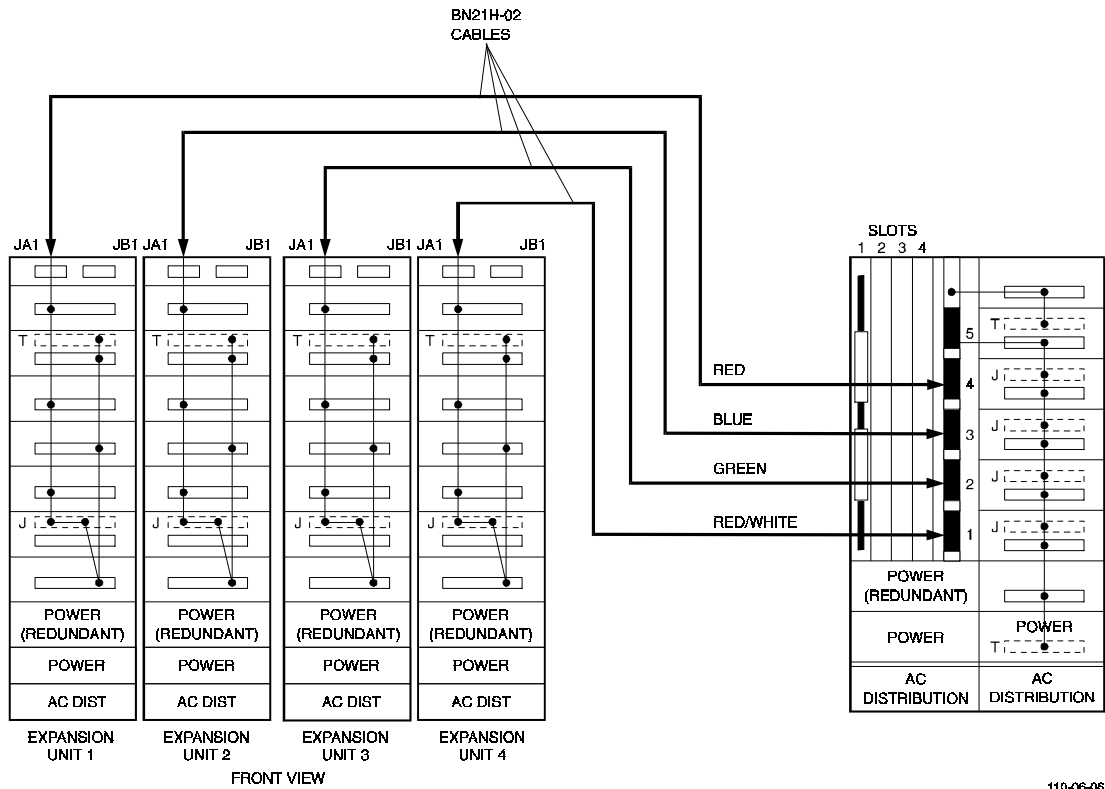 BN21H-02
CABLES
JA1 JB1 JA1 JB1 JA1 JB1 JA1 JB1
SLOTS
1 2 3 4
T T T T
J J J J
RED
BLUE
GREEN
RED/WHITE
5
4
3
2
1
T
J
J
J
J
T
POWER
(REDUNDANT)
POWER
AC DIST
EXPANSION
UNIT 1
POWER
(REDUNDANT)
POWER
AC DIST
EXPANSION
UNIT 2
POWER
(REDUNDANT)
POWER
AC DIST
EXPANSION
UNIT 3
POWER
(REDUNDANT)
POWER
AC DIST
EXPANSION
UNIT 4
FRONT VIEW
POWER
(REDUNDANT)
POWER
POWER
AC
DISTRIBUTION
AC
DISTRIBUTION
110-06-06